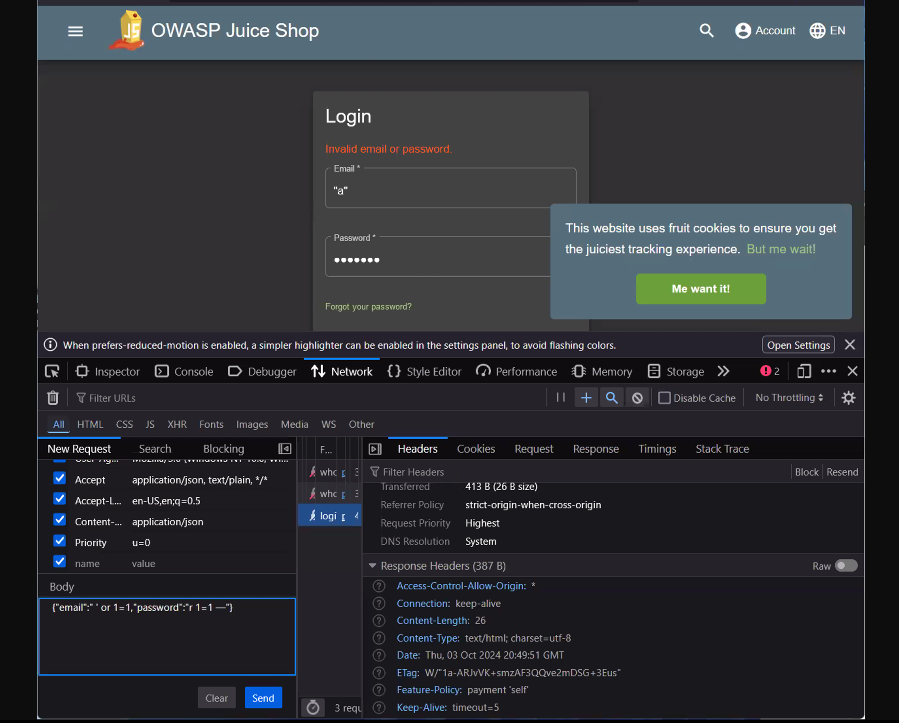 OWASP Juice Shop
Account
EN
Login
Invalid email or password.
Email *
"a"
Password *
•••••••
Forgot your password?
This website uses fruit cookies to ensure you get
the juiciest tracking experience. But me wait!
Me want it!
When prefers-reduced-motion is enabled, a simpler highlighter can be enabled in the settings panel, to avoid flashing colors.
Open Settings
Inspector Console Debugger Network Style Editor Performance Memory Storage 2
Filter URLs
Disable Cache No Throttling
All HTML CSS JS XHR Fonts Images Media WS Other
New Request Search Blocking
F...
Headers Cookies Request Response Timings Stack Trace
Filter Headers
Block Resend
Accept application/json, text/plain, */*
Accept-L... en-US,en;q=0.5
Content-... application/json
Priority u=0
name value
Body
{"email":" ' or 1=1,"password":"r 1=1 —"}
Clear Send
who p 3
who p 3
logi p 4
3 requ
Transferred 413 B (26 B size)
Referrer Policy strict-origin-when-cross-origin
Request Priority Highest
DNS Resolution System
Response Headers (387 B) Raw
Access-Control-Allow-Origin: *
Connection: keep-alive
Content-Length: 26
Content-Type: text/html; charset=utf-8
Date: Thu, 03 Oct 2024 20:49:51 GMT
ETag: W/"1a-ARJvVK+smzAF3QQve2mDSG+3Eus"
Feature-Policy: payment 'self'
Keep-Alive: timeout=5